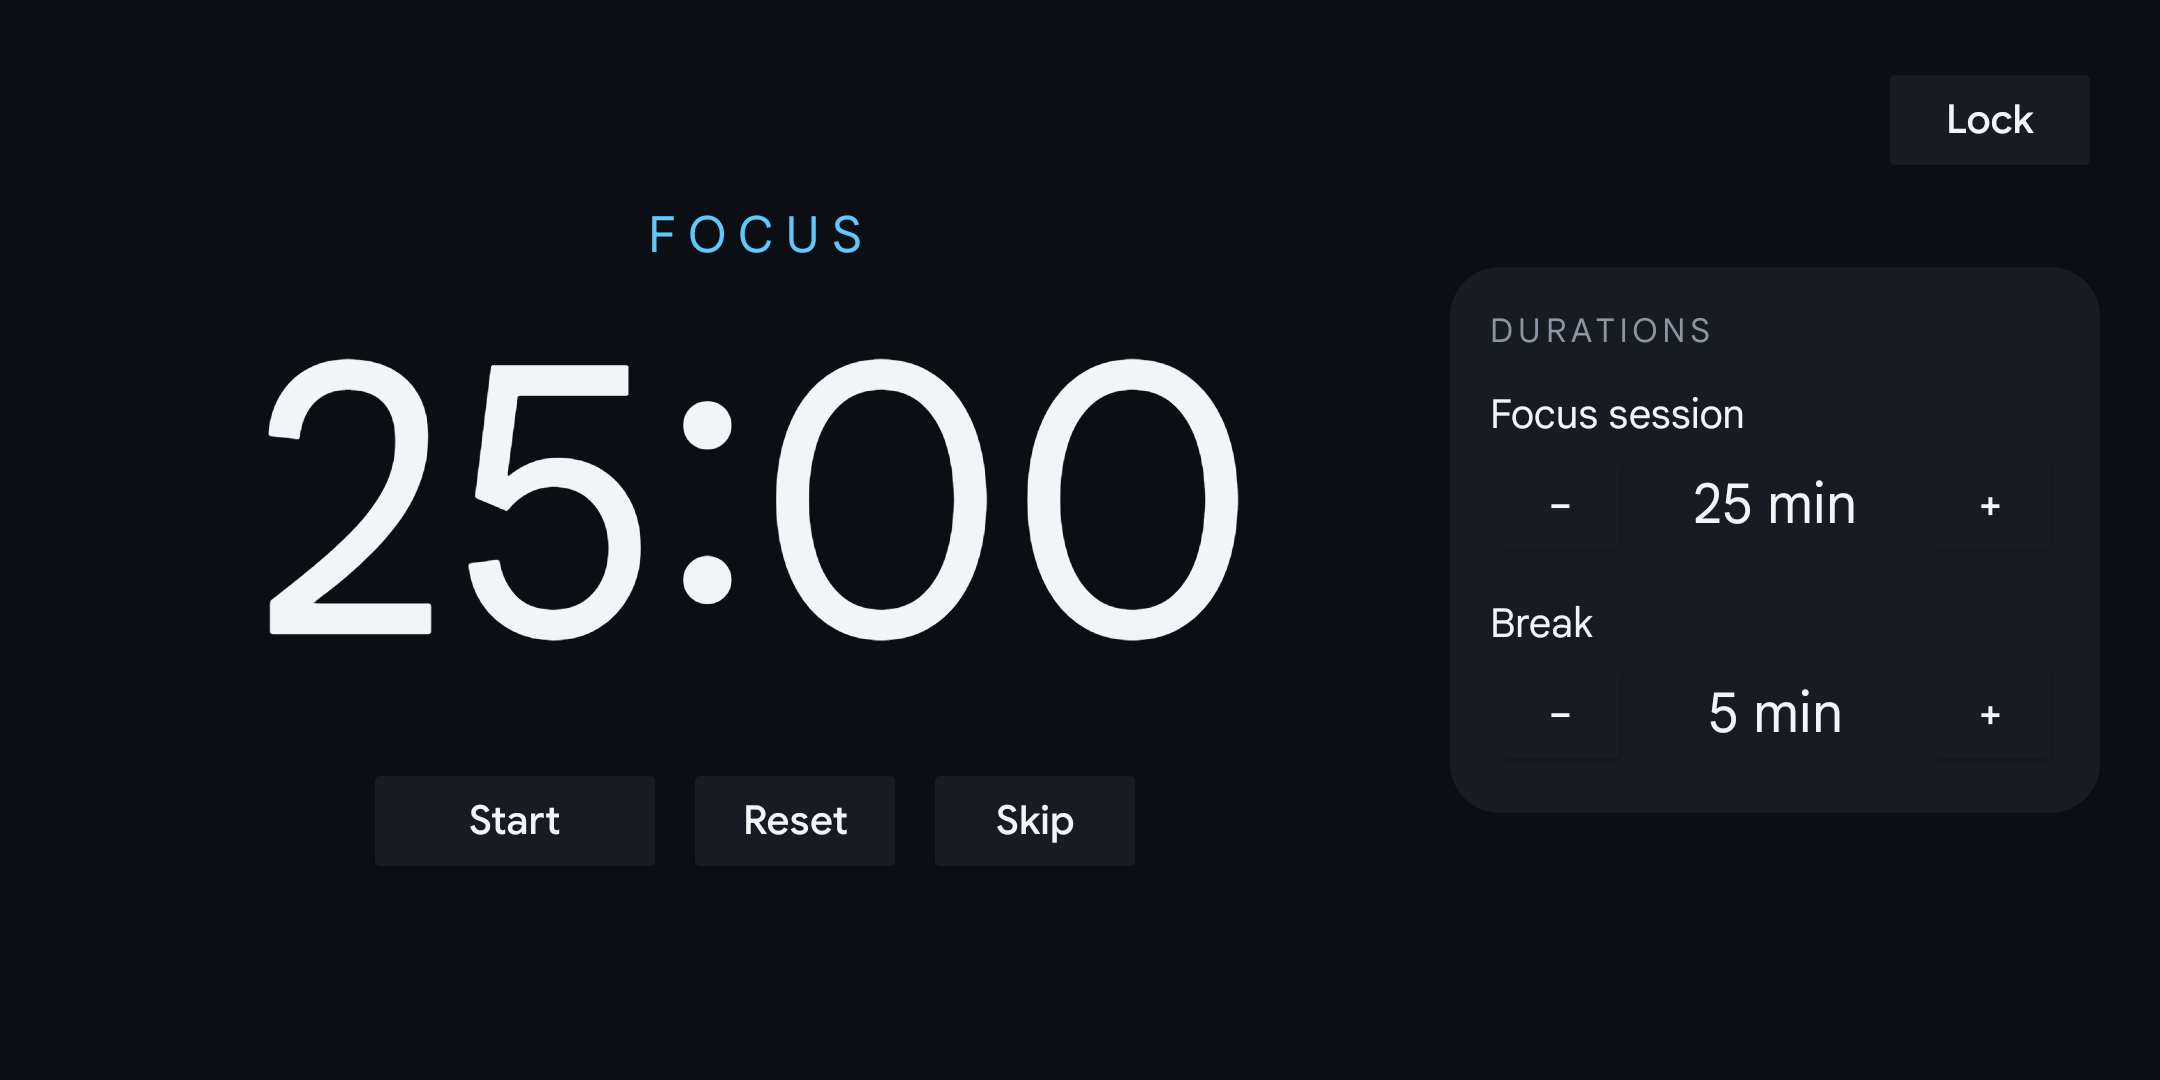 Lock
FOCUS
25:00
Start Reset Skip
DURATIONS
Focus session
− 25 min +
Break
− 5 min +